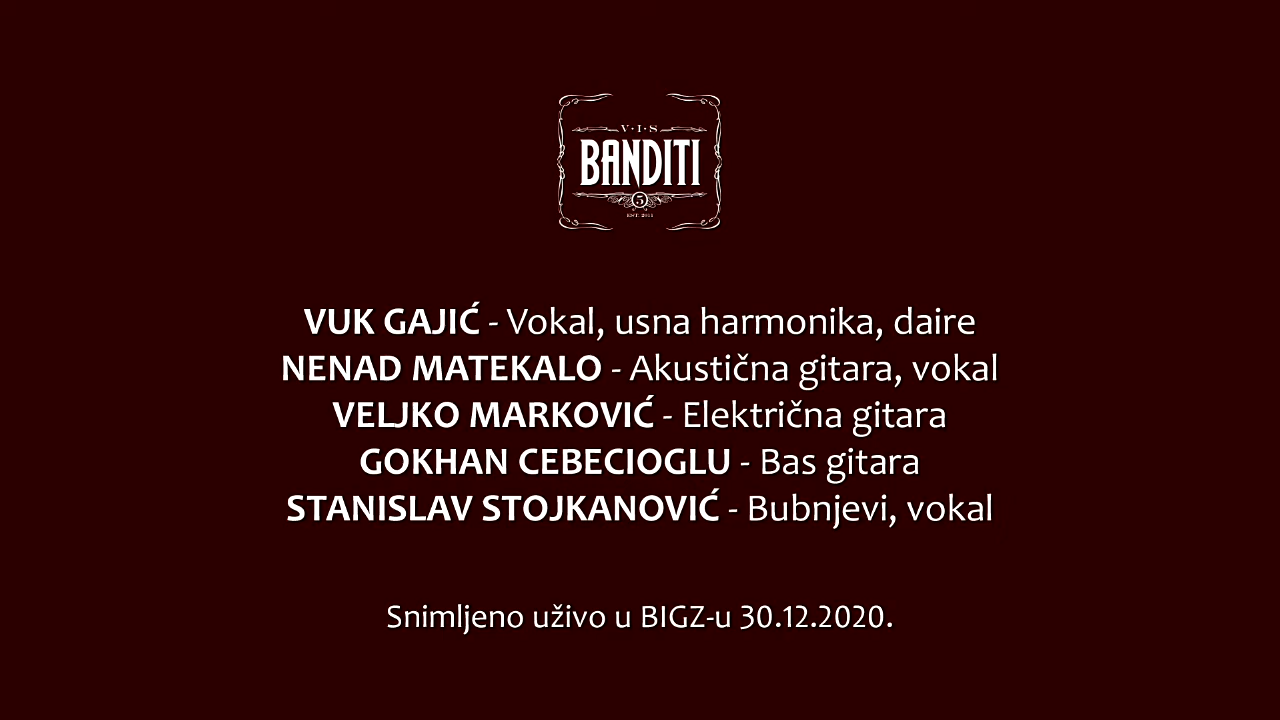 V·I·S
BANDITI
5
EST. 2011
VUK GAJIĆ - Vokal, usna harmonika, daire
NENAD MATEKALO - Akustična gitara, vokal
VELJKO MARKOVIĆ - Električna gitara
GOKHAN CEBECIOGLU - Bas gitara
STANISLAV STOJKANOVIĆ - Bubnjevi, vokal
Snimljeno uživo u BIGZ-u 30.12.2020.